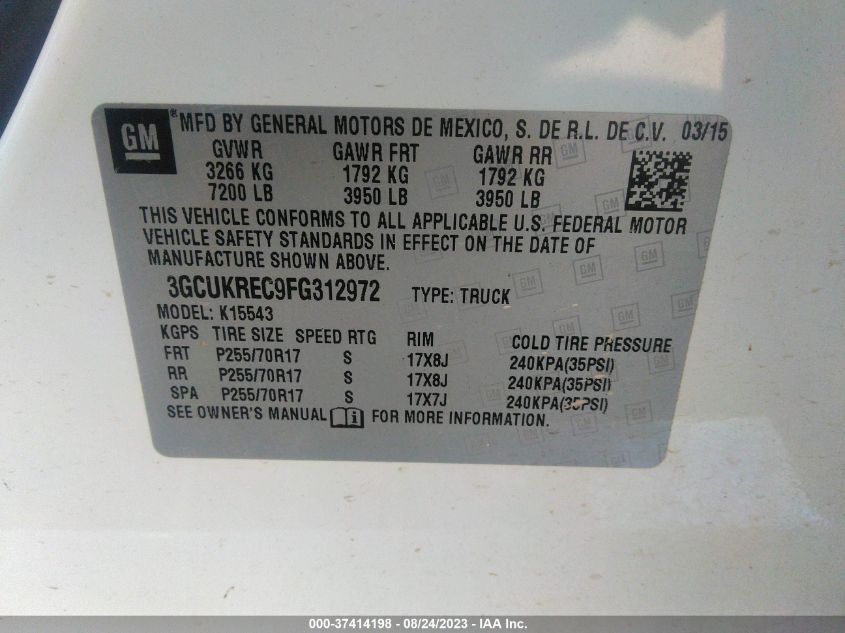 GM ® MFD BY GENERAL MOTORS DE MEXICO, S. DE R.L. DE C.V. 03/15
GVWR GAWR FRT GAWR RR
3266 KG 1792 KG 1792 KG
7200 LB 3950 LB 3950 LB
THIS VEHICLE CONFORMS TO ALL APPLICABLE U.S. FEDERAL MOTOR
VEHICLE SAFETY STANDARDS IN EFFECT ON THE DATE OF
MANUFACTURE SHOWN ABOVE.
3GCUKREC9FG312972 TYPE: TRUCK
MODEL: K15543
KGPS TIRE SIZE SPEED RTG RIM COLD TIRE PRESSURE
FRT P255/70R17 S 17X8J 240KPA(35PSI)
RR P255/70R17 S 17X8J 240KPA(35PSI)
SPA P255/70R17 S 17X7J 240KPA(35PSI)
SEE OWNER'S MANUAL FOR MORE INFORMATION.
000-37414198 - 08/24/2023 - IAA Inc.